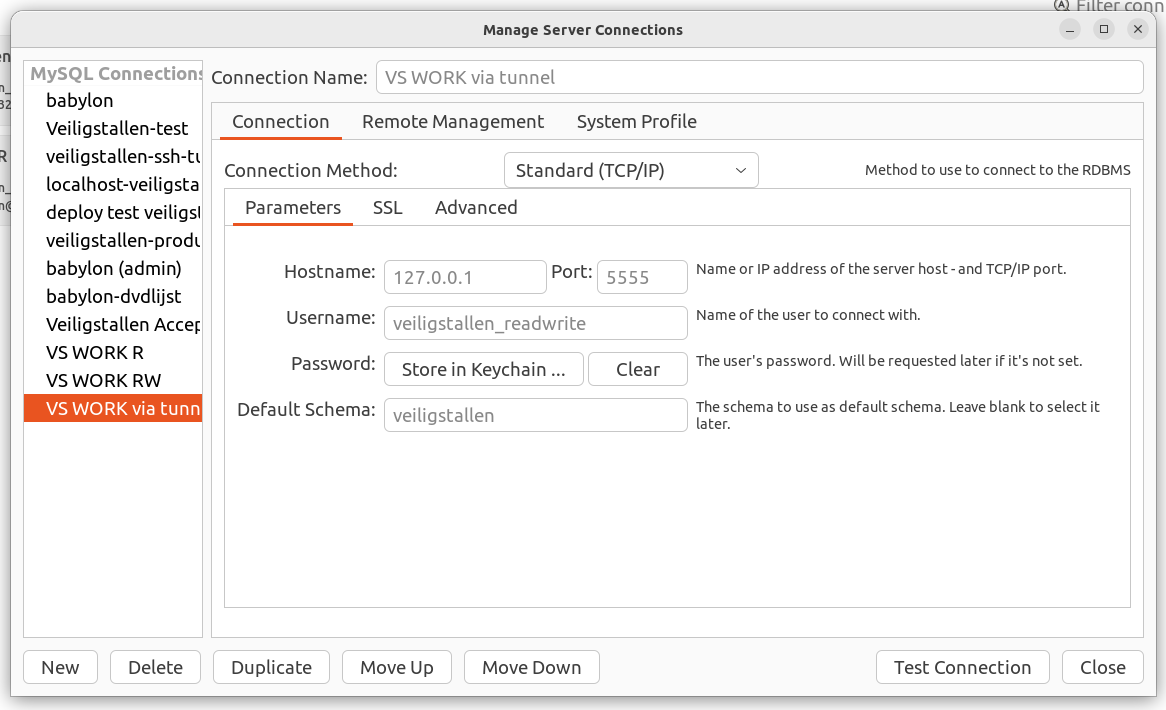 Filter conn
Manage Server Connections
MySQL Connections
babylon
Veiligstallen-test
veiligstallen-ssh-tu
localhost-veiligsta
deploy test veiligst
veiligstallen-produ
babylon (admin)
babylon-dvdlijst
Veiligstallen Accep
VS WORK R
VS WORK RW
VS WORK via tunn
Connection Name: VS WORK via tunnel
Connection Remote Management System Profile
Connection Method: Standard (TCP/IP) Method to use to connect to the RDBMS
Parameters SSL Advanced
Hostname: 127.0.0.1 Port: 5555 Name or IP address of the server host - and TCP/IP port.
Username: veiligstallen_readwrite Name of the user to connect with.
Password: Store in Keychain ... Clear The user's password. Will be requested later if it's not set.
Default Schema: veiligstallen The schema to use as default schema. Leave blank to select it
later.
New Delete Duplicate Move Up Move Down Test Connection Close